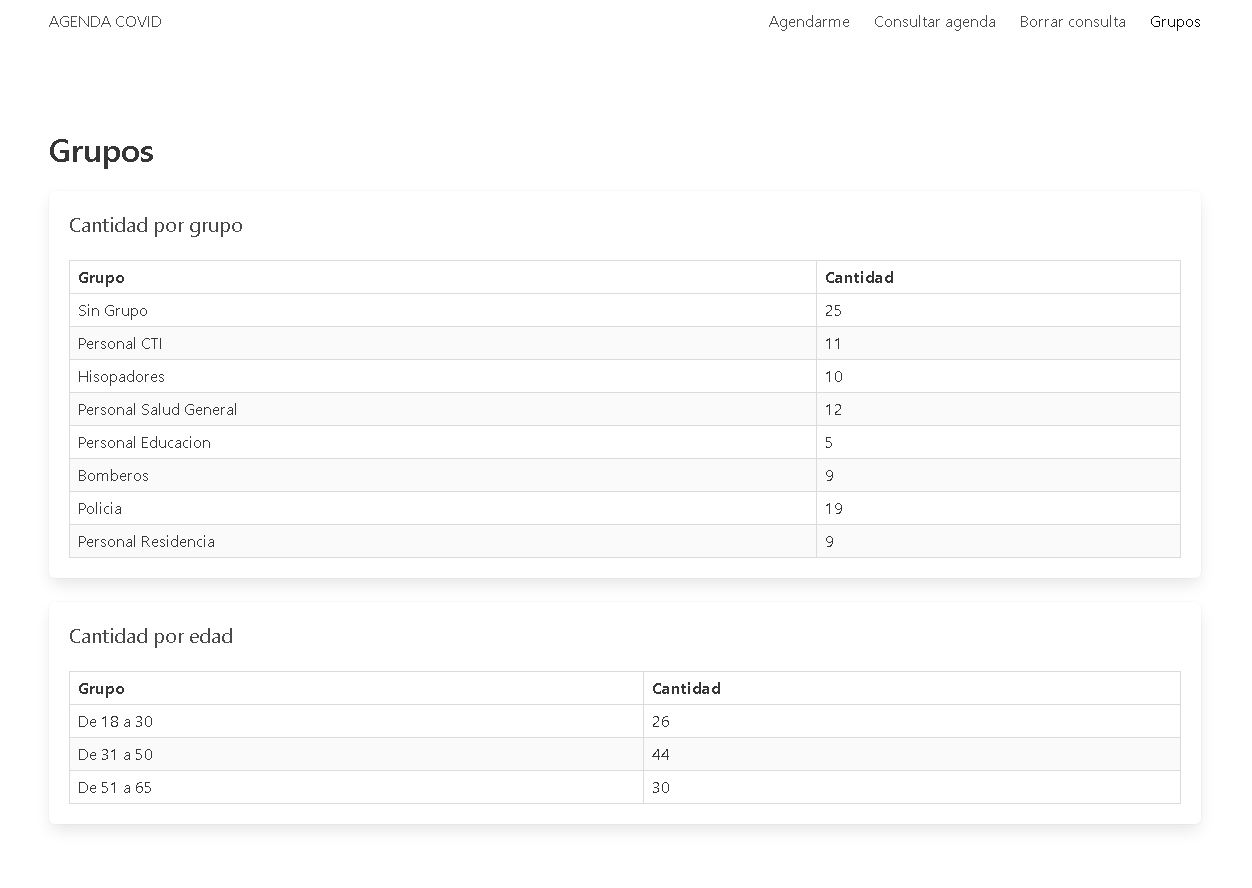 AGENDA COVID Agendarme Consultar agenda Borrar consulta Grupos
Grupos
Cantidad por grupo
Grupo Cantidad
Sin Grupo 25
Personal CTI 11
Hisopadores 10
Personal Salud General 12
Personal Educacion 5
Bomberos 9
Policia 19
Personal Residencia 9
Cantidad por edad
Grupo Cantidad
De 18 a 30 26
De 31 a 50 44
De 51 a 65 30